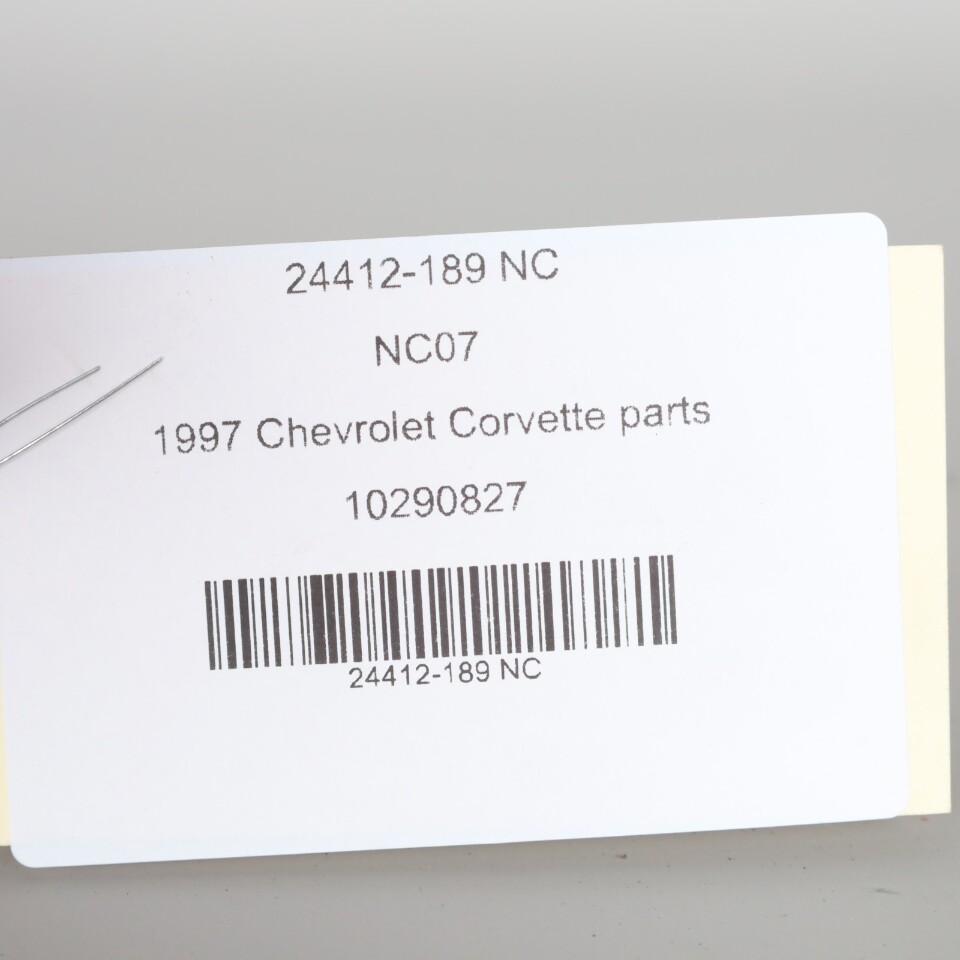 24412-189 NC
NC07
1997 Chevrolet Corvette parts
10290827
24412-189 NC